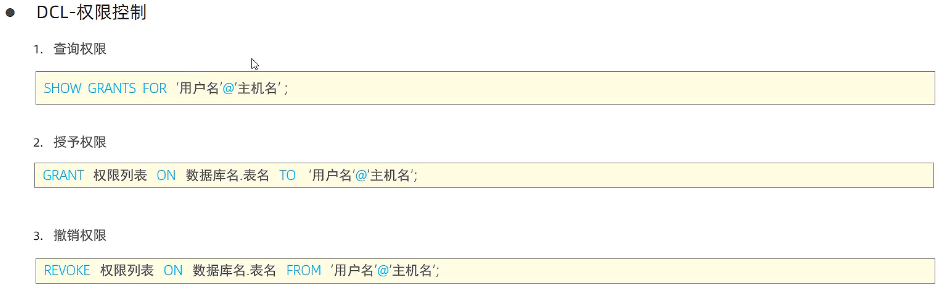 ● DCL-权限控制
1. 查询权限
SHOW GRANTS FOR '用户名'@'主机名' ;
2. 授予权限
GRANT 权限列表 ON 数据库名.表名 TO '用户名'@'主机名';
3. 撤销权限
REVOKE 权限列表 ON 数据库名.表名 FROM '用户名'@'主机名';